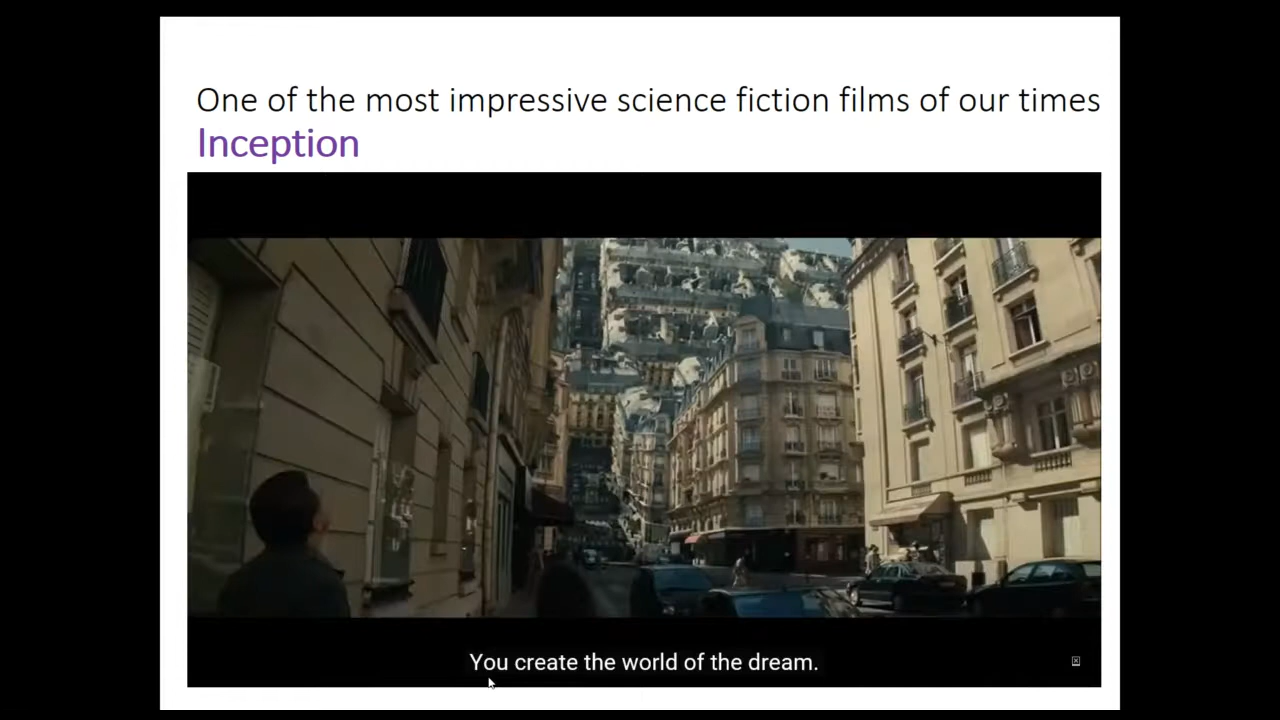 One of the most impressive science fiction films of our times
Inception
You create the world of the dream.